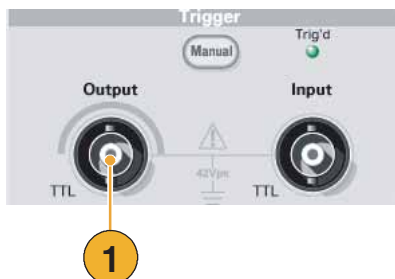 Trigger
Manual
Trig'd
Output
Input
42Vpk
TTL
TTL
1